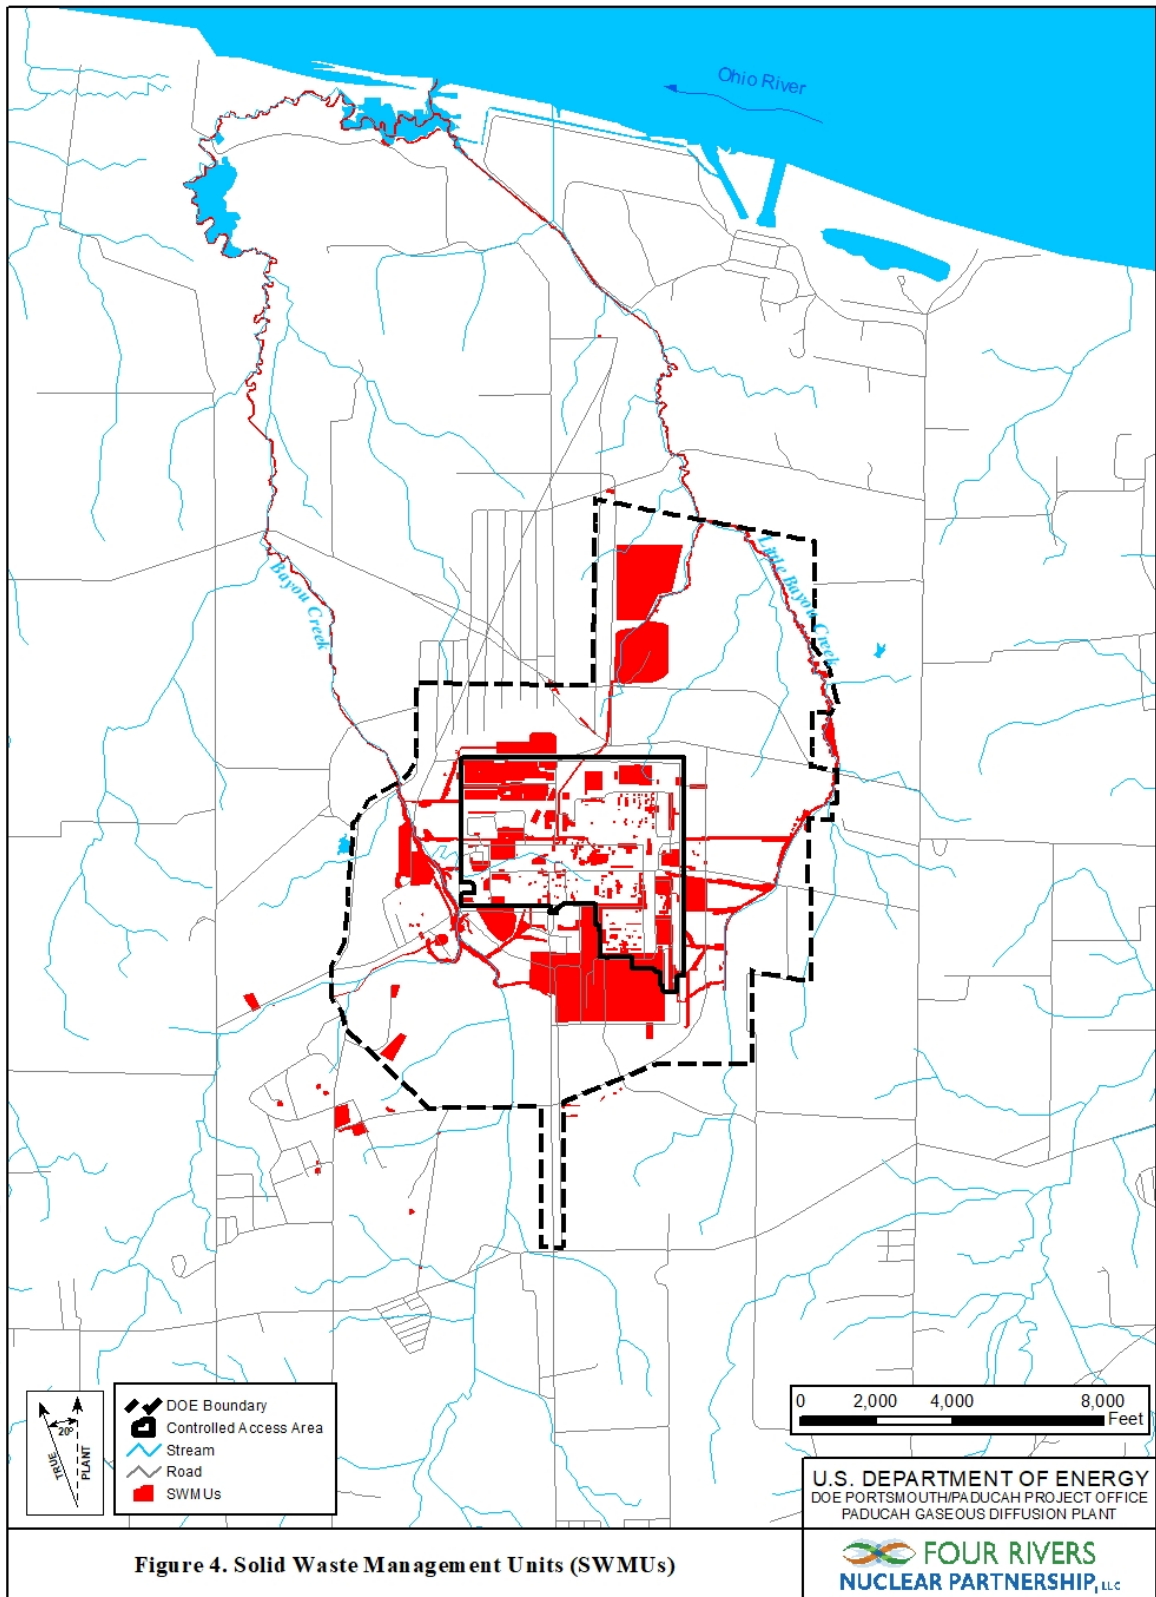 Ohio River
Bayou Creek
Little Bayou Creek
TRUE
20°
PLANT
DOE Boundary
Controlled Access Area
Stream
Road
SWMUs
0 2,000 4,000 8,000
Feet
U.S. DEPARTMENT OF ENERGY
DOE PORTSMOUTH/PADUCAH PROJECT OFFICE
PADUCAH GASEOUS DIFFUSION PLANT
Figure 4. Solid Waste Management Units (SWMUs)
FOUR RIVERS
NUCLEAR PARTNERSHIP, LLC